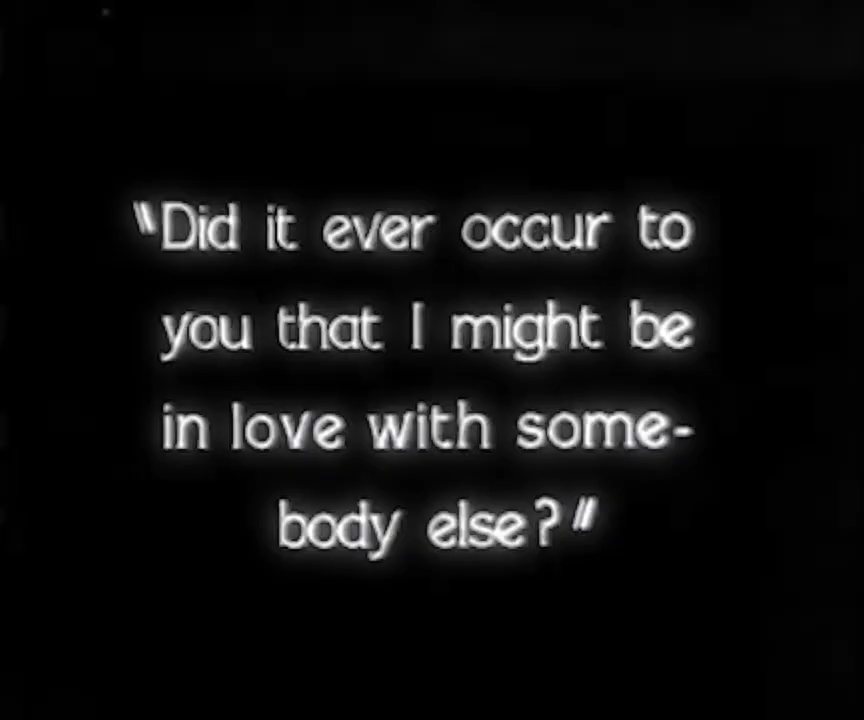 "Did it ever occur to
you that I might be
in love with some-
body else?"